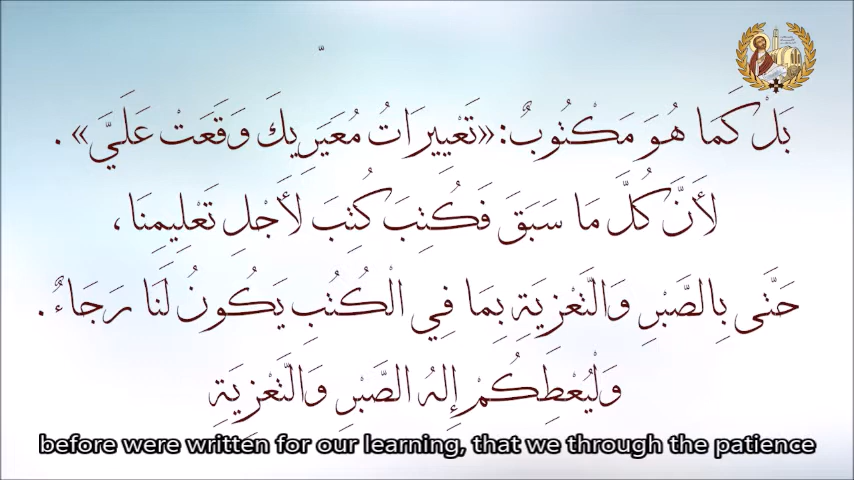 بَلْ كَمَا هُوَ مَكْتُوبٌ: «تَعْيِيرَاتُ مُعَيِّرِيكَ وَقَعَتْ عَلَيَّ».
لأَنَّ كُلَّ مَا سَبَقَ فَكُتِبَ كُتِبَ لأَجْلِ تَعْلِيمِنَا،
حَتَّى بِالصَّبْرِ وَالتَّعْزِيَةِ بِمَا فِي الْكُتُبِ يَكُونُ لَنَا رَجَاءٌ.
وَلْيُعْطِكُمْ إِلهُ الصَّبْرِ وَالتَّعْزِيَةِ
before were written for our learning, that we through the patience